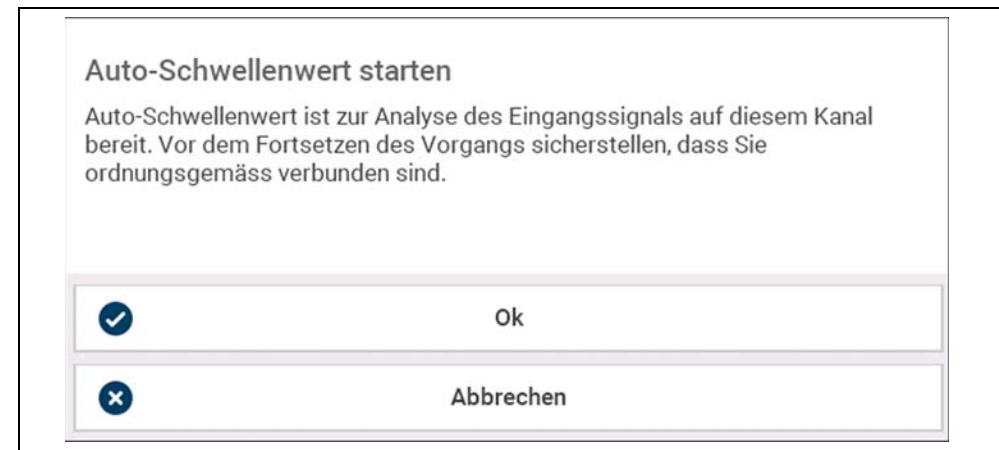 Auto-Schwellenwert starten
Auto-Schwellenwert ist zur Analyse des Eingangssignals auf diesem Kanal
bereit. Vor dem Fortsetzen des Vorgangs sicherstellen, dass Sie
ordnungsgemäss verbunden sind.
Ok
Abbrechen